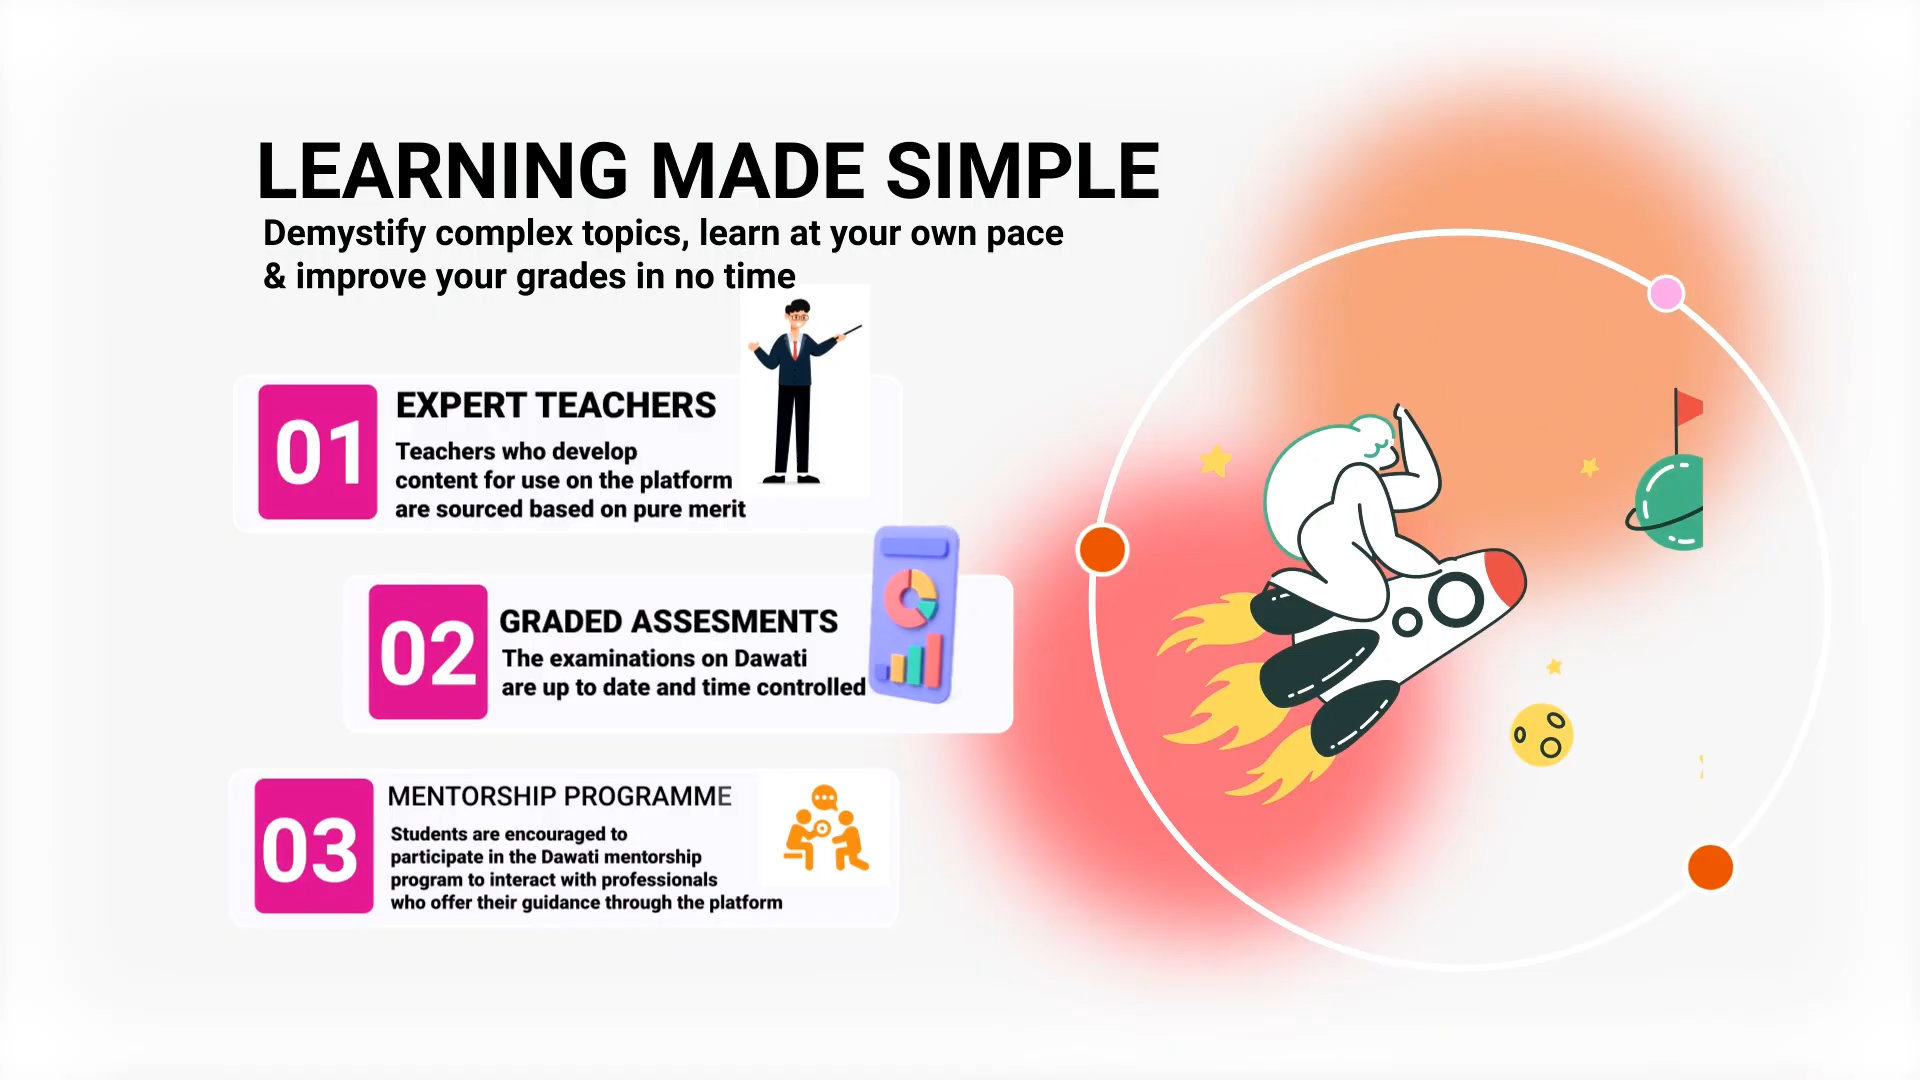 LEARNING MADE SIMPLE
Demystify complex topics, learn at your own pace
& improve your grades in no time
01
EXPERT TEACHERS
Teachers who develop
content for use on the platform
are sourced based on pure merit
02
GRADED ASSESMENTS
The examinations on Dawati
are up to date and time controlled
03
MENTORSHIP PROGRAMME
Students are encouraged to
participate in the Dawati mentorship
program to interact with professionals
who offer their guidance through the platform